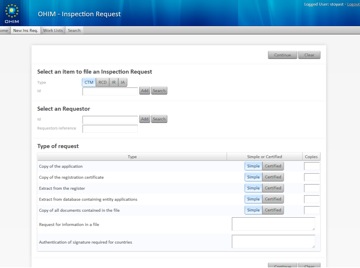 Logged User: okiped - Logout
OHIM - Inspection Request
OHIM
New Ins Req. Work Lists Search
Continue Clear
Select an Item to file an Inspection Request
Type CTM RCD IR IA
Id Add Search
Select an Requestor
Id Add Search
Requestors reference
Type of request
Type Simple or Certified Copies
Copy of the application Simple Certified
Copy of the registration certificate Simple Certified
Extract from the register Simple Certified
Extract from database containing entity applications Simple Certified
Copy of all documents contained in the file Simple Certified
Request for information in a file
Authentication of signature required for countries
Continue Clear